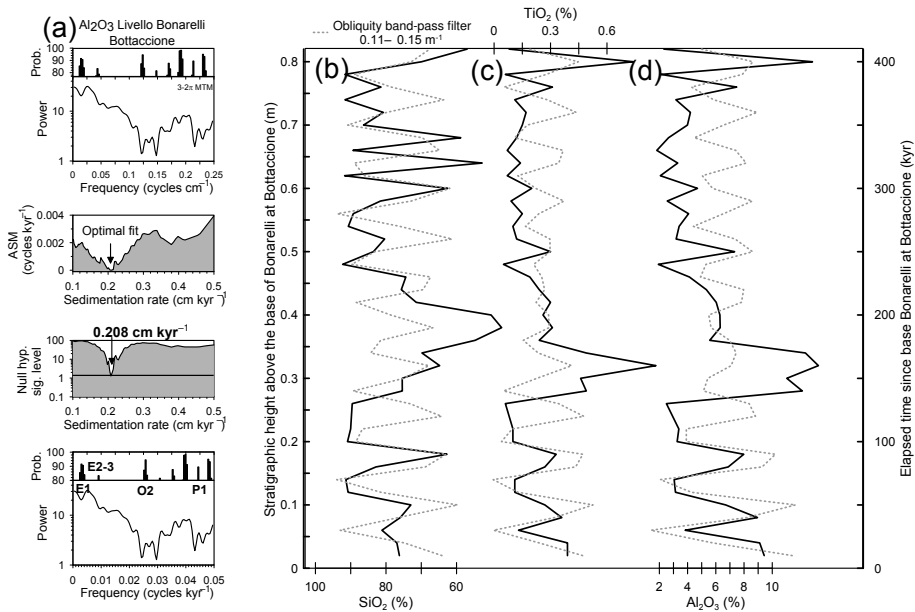 (a)
Al2O3 Livello Bonarelli
Bottaccione
Prob.
100
90
80
3-2π MTM
Power
10
1
0 0.05 0.10 0.15 0.20 0.25
Frequency (cycles cm–1)
ASM
(cycles kyr–1)
0.004
0.002
0
Optimal fit
0.1 0.2 0.3 0.4 0.5
Sedimentation rate (cm kyr–1)
0.208 cm kyr–1
Null hyp.
sig. level
100
10
1
0.1
0.1 0.2 0.3 0.4 0.5
Sedimentation rate (cm kyr–1)
Prob.
100
90
80
E1 E2-3 O2 P1
Power
10
1
0 0.01 0.02 0.03 0.04 0.05
Frequency (cycles kyr–1)
Obliquity band-pass filter
0.11– 0.15 m-1
TiO2 (%)
0 0.3 0.6
(b) (c) (d)
Stratigraphic height above the base of Bonarelli at Bottaccione (m)
0.8
0.7
0.6
0.5
0.4
0.3
0.2
0.1
0
100 80 60
SiO2 (%)
2 4 6 8 10
Al2O3 (%)
400
300
200
100
0
Elapsed time since base Bonarelli at Bottaccione (kyr)